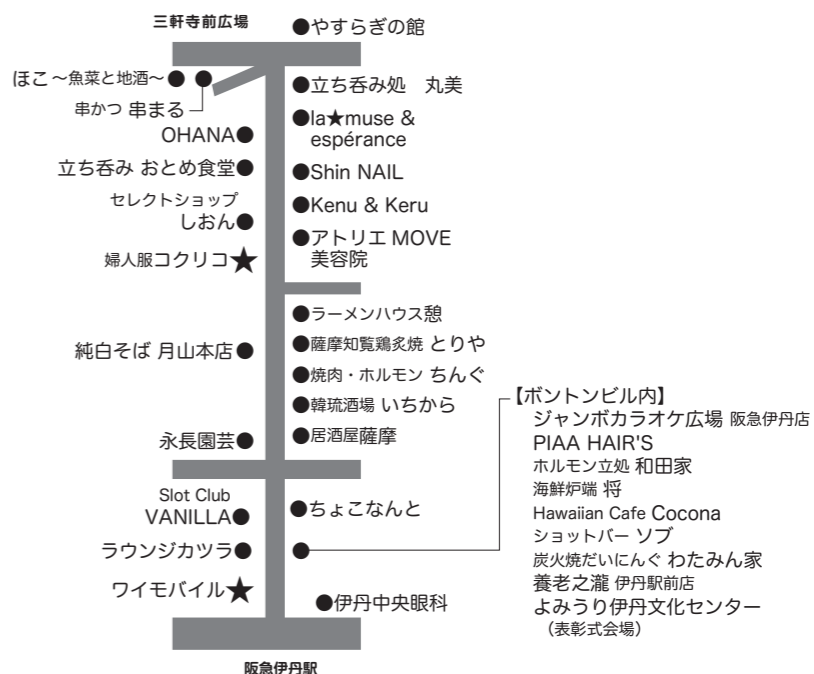 三軒寺前広場
●やすらぎの館
ほこ～魚菜と地酒～●
串かつ 串まる
OHANA●
立ち呑み おとめ食堂●
セレクトショップ
しおん●
婦人服コクリコ★
純白そば 月山本店●
永長園芸●
Slot Club
VANILLA●
ラウンジカツラ●
ワイモバイル★
●立ち呑み処　丸美
●la★muse &
espérance
●Shin NAIL
●Kenu & Keru
●アトリエ MOVE
美容院
●ラーメンハウス憩
●薩摩知覧鶏炙焼 とりや
●焼肉・ホルモン ちんぐ
●韓琉酒場 いちから
●居酒屋薩摩
●ちょこなんと
●伊丹中央眼科
【ボントンビル内】
ジャンボカラオケ広場 阪急伊丹店
PIAA HAIR'S
ホルモン立処 和田家
海鮮炉端 将
Hawaiian Cafe Cocona
ショットバー ソブ
炭火焼だいにんぐ わたみん家
養老之瀧 伊丹駅前店
よみうり伊丹文化センター
（表彰式会場）
阪急伊丹駅